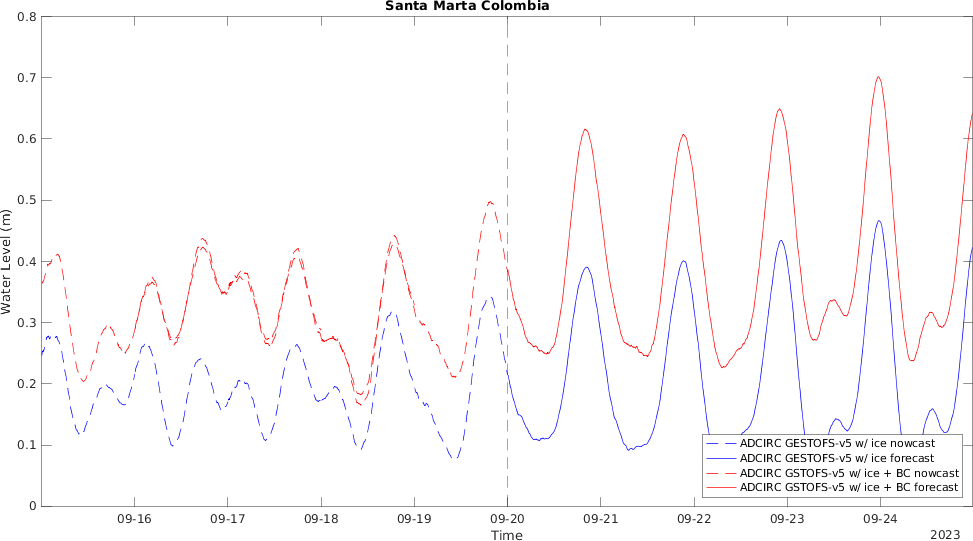 Santa Marta Colombia
0.8
0.7
0.6
0.5
0.4
0.3
0.2
0.1
0
Water Level (m)
ADCIRC GESTOFS-v5 w/ ice nowcast
ADCIRC GESTOFS-v5 w/ ice forecast
ADCIRC GSTOFS-v5 w/ ice + BC nowcast
ADCIRC GSTOFS-v5 w/ ice + BC forecast
09-16 09-17 09-18 09-19 09-20 09-21 09-22 09-23 09-24
Time
2023